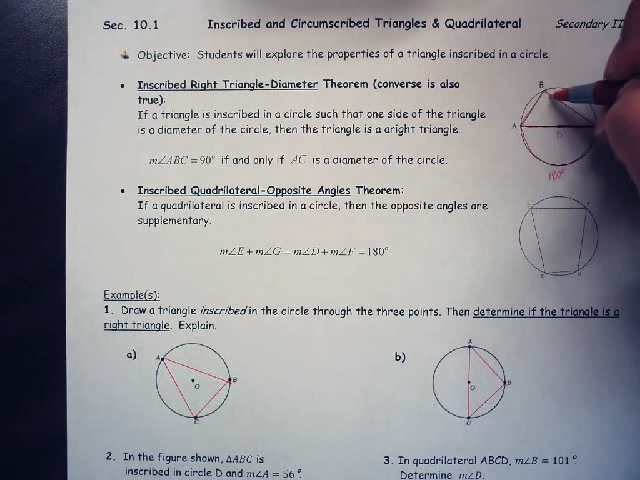 Sec. 10.1 Inscribed and Circumscribed Triangles & Quadrilateral Secondary II
Objective: Students will explore the properties of a triangle inscribed in a circle
• Inscribed Right Triangle-Diameter Theorem (converse is also
true):
If a triangle is inscribed in a circle such that one side of the triangle
is a diameter of the circle, then the triangle is a aright triangle.
m∠ABC = 90° if and only if AC is a diameter of the circle.
B
A
D
180°
• Inscribed Quadrilateral-Opposite Angles Theorem:
If a quadrilateral is inscribed in a circle, then the opposite angles are
supplementary.
m∠E + m∠G = m∠D + m∠F = 180°
Example(s):
1. Draw a triangle inscribed in the circle through the three points. Then determine if the triangle is a
right triangle. Explain.
a)
A
O
B
C
b)
A
O
B
2. In the figure shown, ΔABC is
inscribed in circle D and m∠A = 56°.
3. In quadrilateral ABCD, m∠B = 101°.
Determine m∠D.